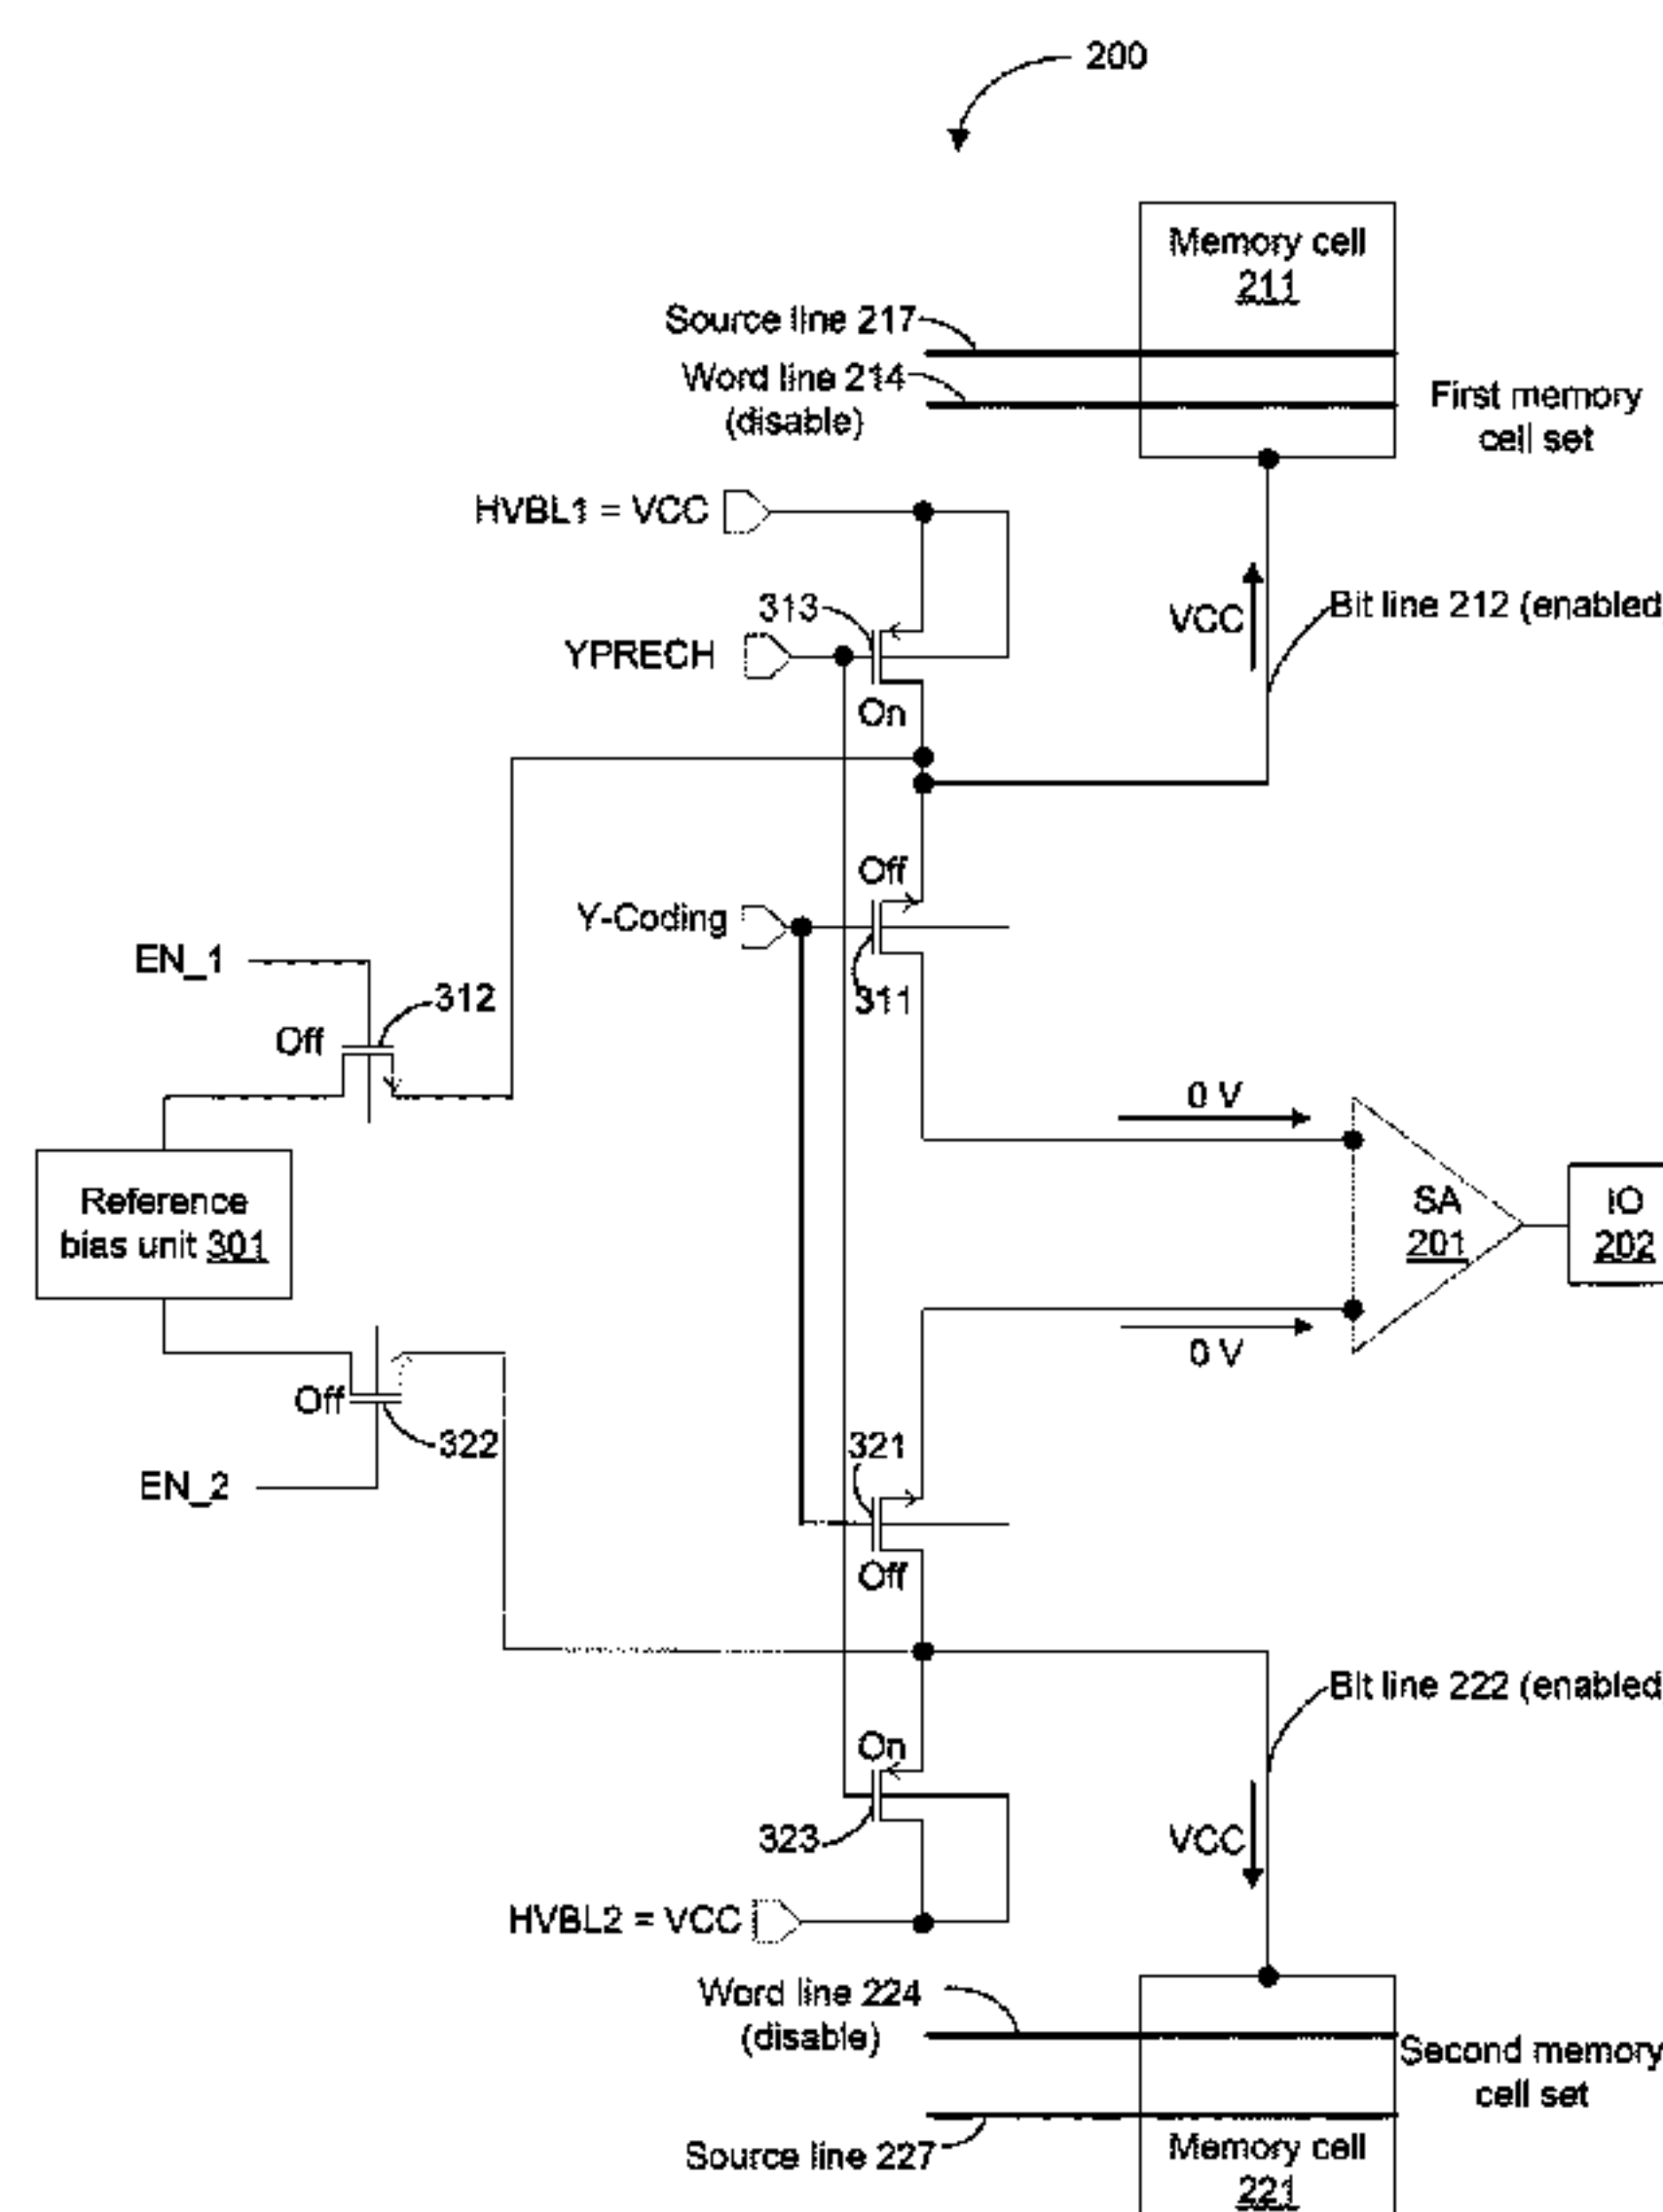 200
Memory cell
211
Source line 217
Word line 214
(disable)
First memory
cell set
HVBL1 = VCC
313
VCC
Bit line 212 (enabled
YPRECH
On
Off
Y-Coding
EN_1
312
311
Off
0 V
Reference
bias unit 301
SA
201
IO
202
0 V
Off
322
321
EN_2
Off
Bit line 222 (enabled
On
323
VCC
HVBL2 = VCC
Word line 224
(disable)
Second memory
cell set
Source line 227
Memory cell
221